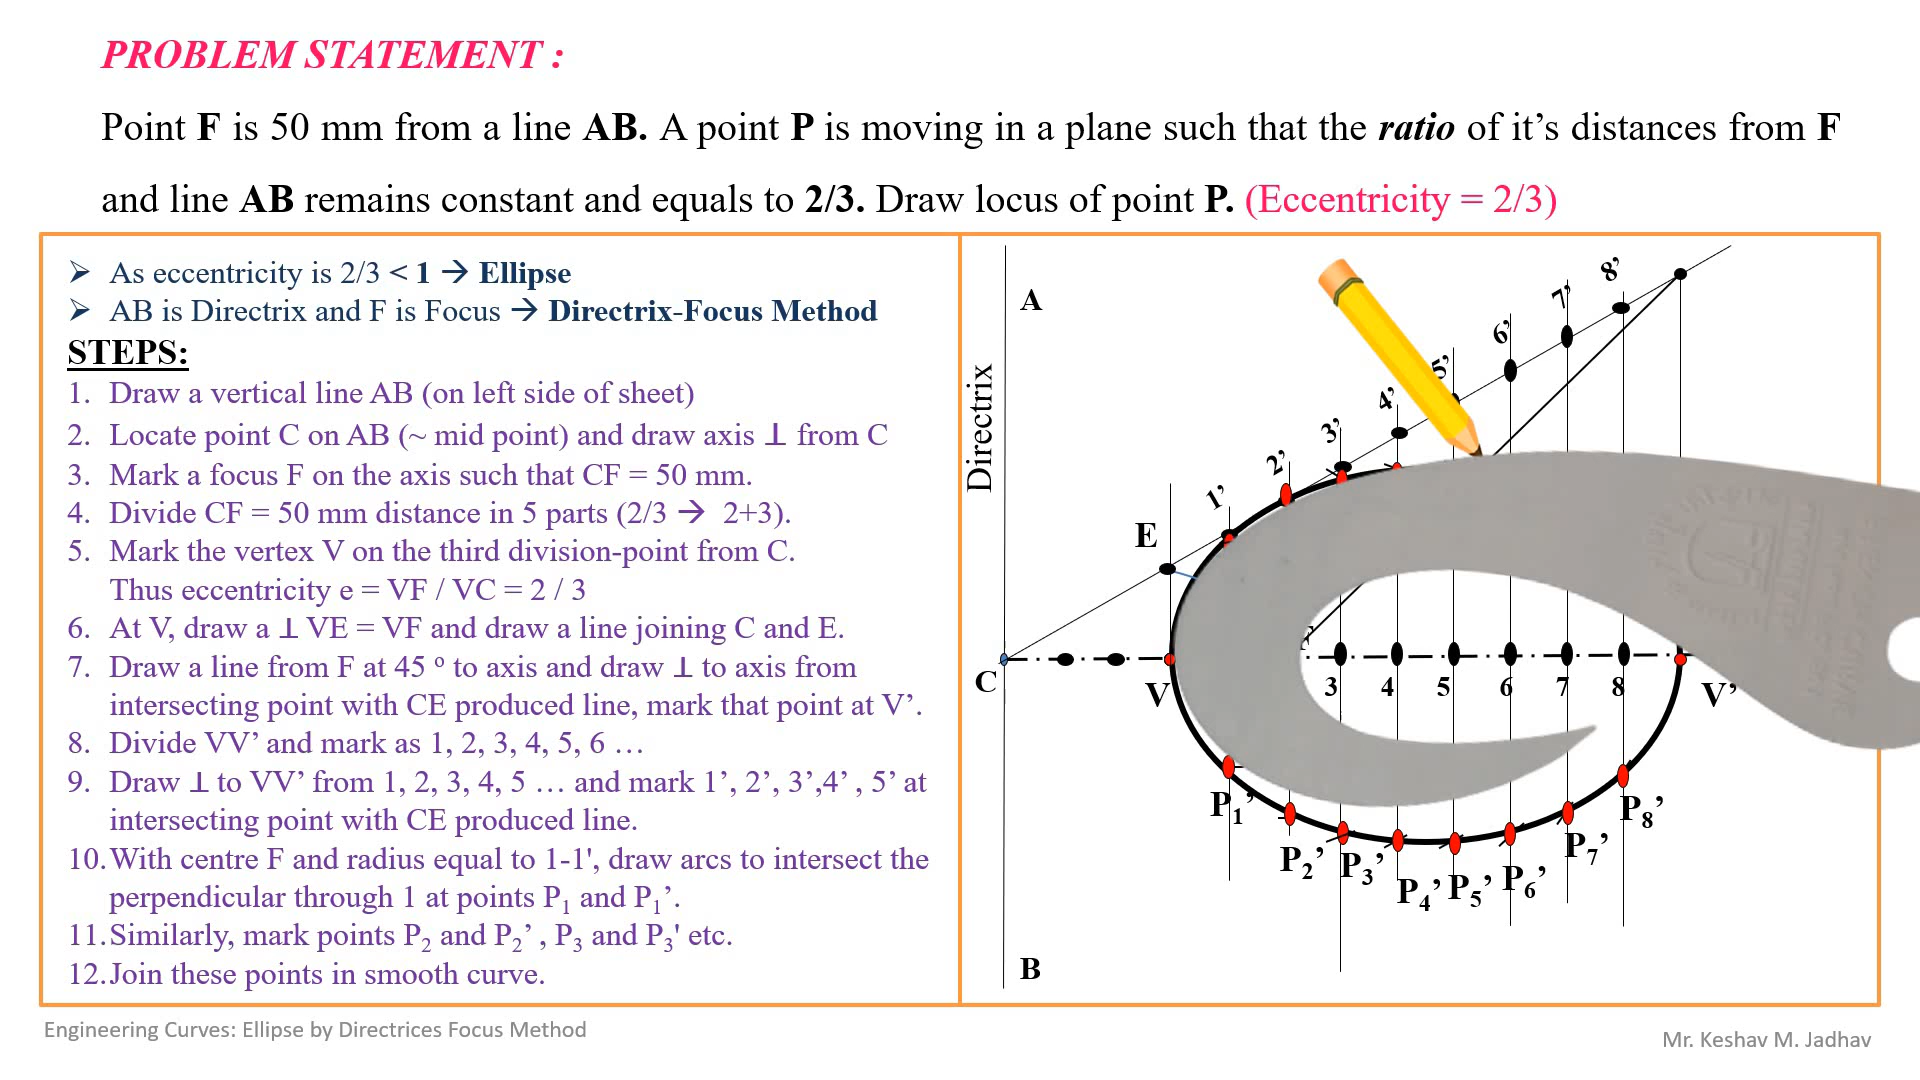 PROBLEM STATEMENT :
Point F is 50 mm from a line AB. A point P is moving in a plane such that the ratio of it’s distances from F
and line AB remains constant and equals to 2/3. Draw locus of point P. (Eccentricity = 2/3)
➢ As eccentricity is 2/3 < 1 → Ellipse
➢ AB is Directrix and F is Focus → Directrix-Focus Method
STEPS:
1. Draw a vertical line AB (on left side of sheet)
2. Locate point C on AB (~ mid point) and draw axis ⊥ from C
3. Mark a focus F on the axis such that CF = 50 mm.
4. Divide CF = 50 mm distance in 5 parts (2/3 → 2+3).
5. Mark the vertex V on the third division-point from C.
Thus eccentricity e = VF / VC = 2 / 3
6. At V, draw a ⊥ VE = VF and draw a line joining C and E.
7. Draw a line from F at 45 º to axis and draw ⊥ to axis from
intersecting point with CE produced line, mark that point at V’.
8. Divide VV’ and mark as 1, 2, 3, 4, 5, 6 …
9. Draw ⊥ to VV’ from 1, 2, 3, 4, 5 … and mark 1’, 2’, 3’,4’ , 5’ at
intersecting point with CE produced line.
10. With centre F and radius equal to 1-1', draw arcs to intersect the
perpendicular through 1 at points P1 and P1’.
11. Similarly, mark points P2 and P2’ , P3 and P3' etc.
12. Join these points in smooth curve.
A
Directrix
E
1’ 2’ 3’ 4’ 5’ 6’ 7’ 8’
C
V
3 4 5 6 7 8
V’
P1’ P2’ P3’ P4’ P5’ P6’ P7’ P8’
B
Engineering Curves: Ellipse by Directrices Focus Method
Mr. Keshav M. Jadhav